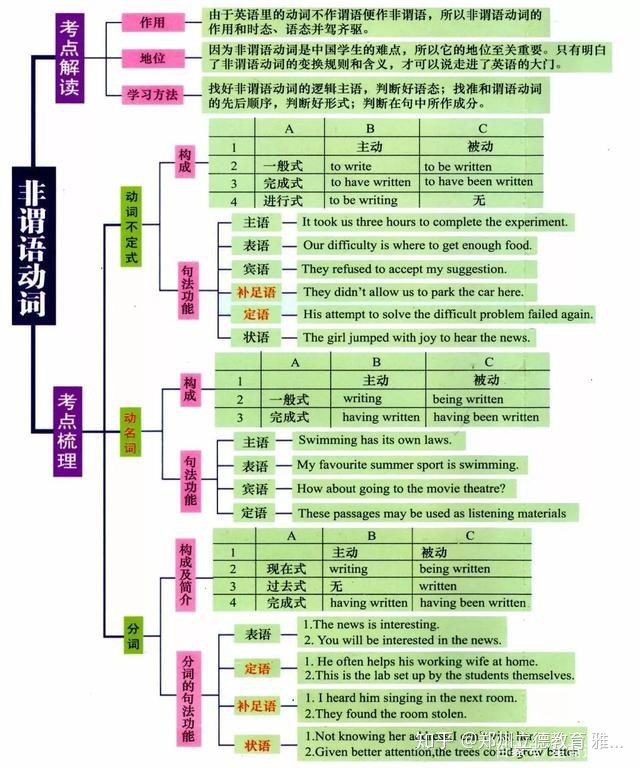 非谓语动词
考点解读
作用
由于英语里的动词不作谓语便作非谓语，所以非谓语动词的
作用和时态、语态并驾齐驱。
地位
因为非谓语动词是中国学生的难点，所以它的地位至关重要。只有明白
了非谓语动词的变换规则和含义，才可以说走进了英语的大门。
学习方法
找好非谓语动词的逻辑主语，判断好语态；找准和谓语动词
的先后顺序，判断好形式；判断在句中所作成分。
考点梳理
动词不定式
构成
A B C
1 主动 被动
2 一般式 to write to be written
3 完成式 to have written to have been written
4 进行式 to be writing 无
句法功能
主语 It took us three hours to complete the experiment.
表语 Our difficulty is where to get enough food.
宾语 They refused to accept my suggestion.
补足语 They didn't allow us to park the car here.
定语 His attempt to solve the difficult problem failed again.
状语 The girl jumped with joy to hear the news.
动名词
构成
A B C
1 主动 被动
2 一般式 writing being written
3 完成式 having written having been written
句法功能
主语 Swimming has its own laws.
表语 My favourite summer sport is swimming.
宾语 How about going to the movie theatre?
定语 These passages may be used as listening materials
分词
构成及简介
A B C
1 主动 被动
2 现在式 writing being written
3 过去式 无 written
4 完成式 having written having been written
分词的句法功能
表语
1.The news is interesting.
2. You will be interested in the news.
定语
1. He often helps his working wife at home.
2.This is the lab set up by the students themselves.
补足语
1. I heard him singing in the next room.
2.They found the room stolen.
状语
1.Not knowing her address,I
2.Given better attention,the trees could grow better.
知乎 @郑州立德教育 雅...